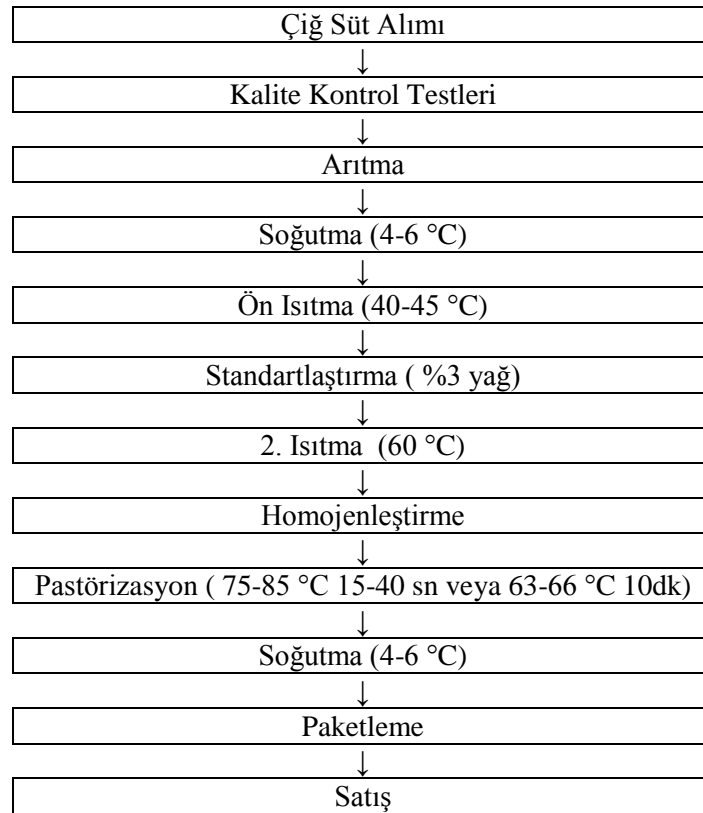 Çiğ Süt Alımı
↓
Kalite Kontrol Testleri
↓
Arıtma
↓
Soğutma (4-6 °C)
↓
Ön Isıtma (40-45 °C)
↓
Standartlaştırma ( %3 yağ)
↓
2. Isıtma  (60 °C)
↓
Homojenleştirme
↓
Pastörizasyon ( 75-85 °C 15-40 sn veya 63-66 °C 10dk)
↓
Soğutma (4-6 °C)
↓
Paketleme
↓
Satış